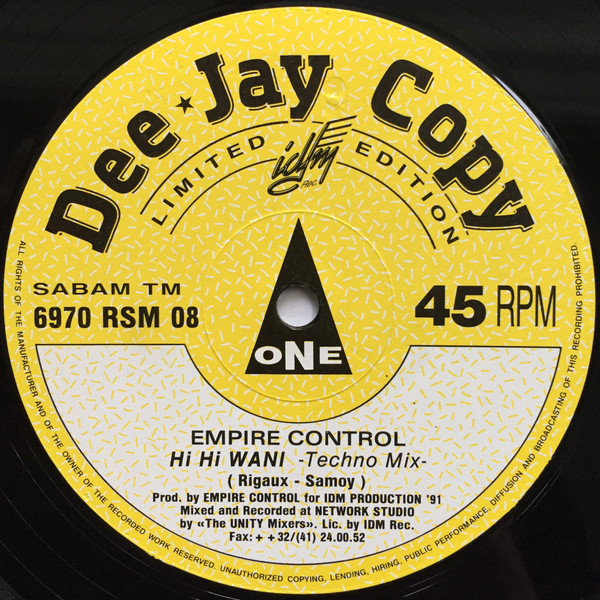 Dee★Jay Copy
LIMITED EDITION
idm
Rec.
SABAM TM
6970 RSM 08
45 RPM
ONE
EMPIRE CONTROL
Hi Hi WANI -Techno Mix-
( Rigaux - Samoy )
Prod. by EMPIRE CONTROL for IDM PRODUCTION '91
Mixed and Recorded at NETWORK STUDIO
by «The UNITY Mixers». Lic. by IDM Rec.
Fax: + + 32/(41) 24.00.52
ALL RIGHTS OF THE MANUFACTURER AND OF THE OWNER OF THE RECORDED WORK RESERVED. UNAUTHORIZED COPYING, LENDING, HIRING, PUBLIC PERFORMANCE, DIFFUSION AND BROADCASTING OF THIS RECORDING PROHIBITED.